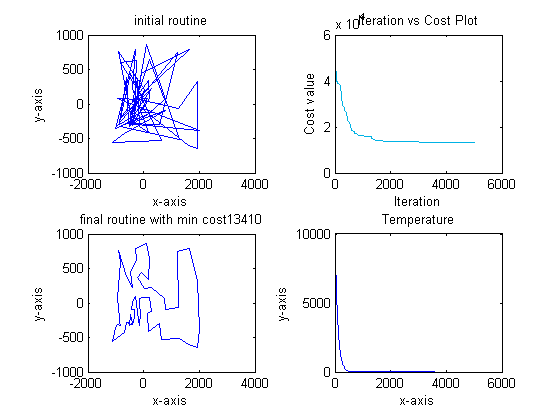 initial routine
1000
500
0
-500
-1000
-2000 0 2000 4000
x-axis
y-axis
Iteration vs Cost Plot
6 x 10
4
2
0
0 2000 4000 6000
Iteration
Cost value
final routine with min cost13410
1000
500
0
-500
-1000
-2000 0 2000 4000
x-axis
y-axis
Temperature
10000
5000
0
0 2000 4000 6000
x-axis
y-axis